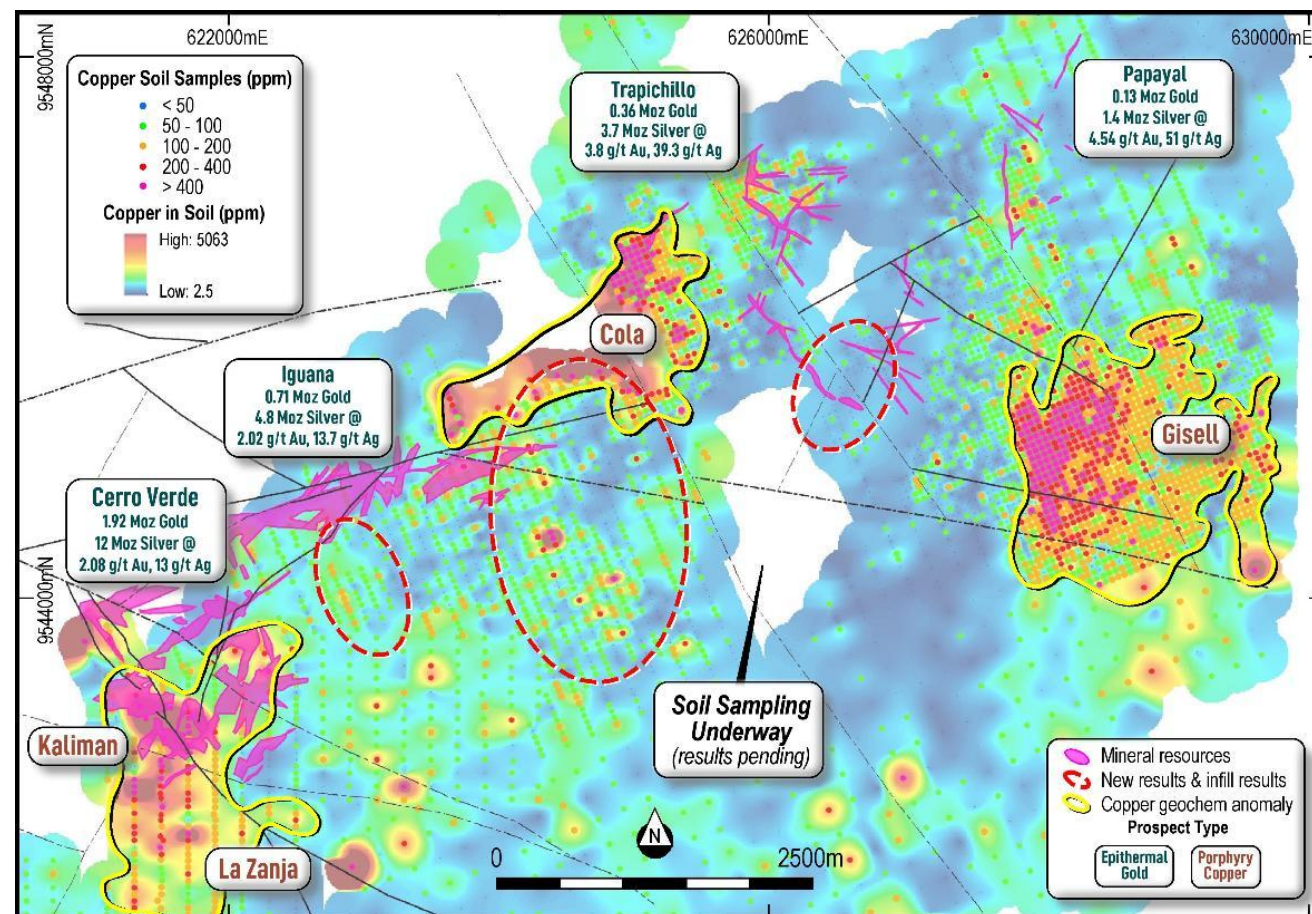 622000mE
626000mE
630000mE
9548000mN
9544000mN
Copper Soil Samples (ppm)
< 50
50 - 100
100 - 200
200 - 400
> 400
Copper in Soil (ppm)
High: 5063
Low: 2.5
Trapichillo
0.36 Moz Gold
3.7 Moz Silver @
3.8 g/t Au, 39.3 g/t Ag
Papayal
0.13 Moz Gold
1.4 Moz Silver @
4.54 g/t Au, 51 g/t Ag
Cola
Iguana
0.71 Moz Gold
4.8 Moz Silver @
2.02 g/t Au, 13.7 g/t Ag
Gisell
Cerro Verde
1.92 Moz Gold
12 Moz Silver @
2.08 g/t Au, 13 g/t Ag
Kaliman
La Zanja
Soil Sampling
Underway
(results pending)
N
0
2500m
Mineral resources
New results & infill results
Copper geochem anomaly
Prospect Type
Epithermal
Gold
Porphyry
Copper